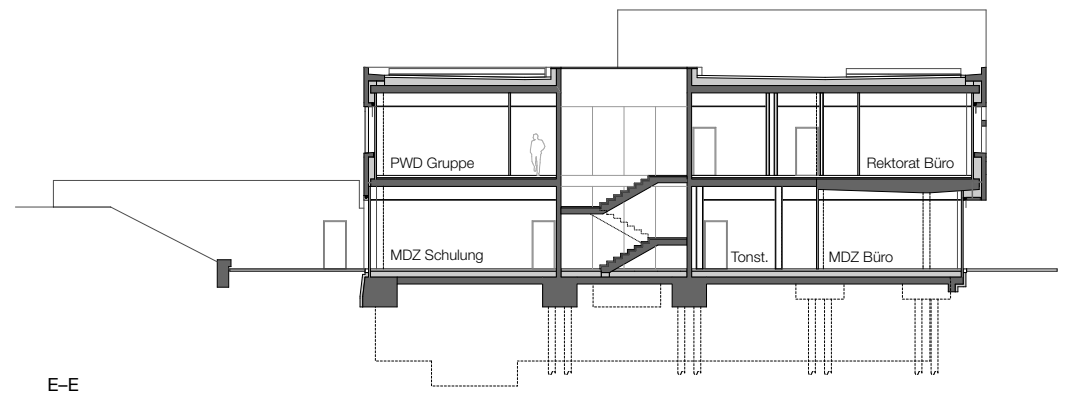 PWD Gruppe
Rektorat Büro
MDZ Schulung
Tonst.
MDZ Büro
E–E